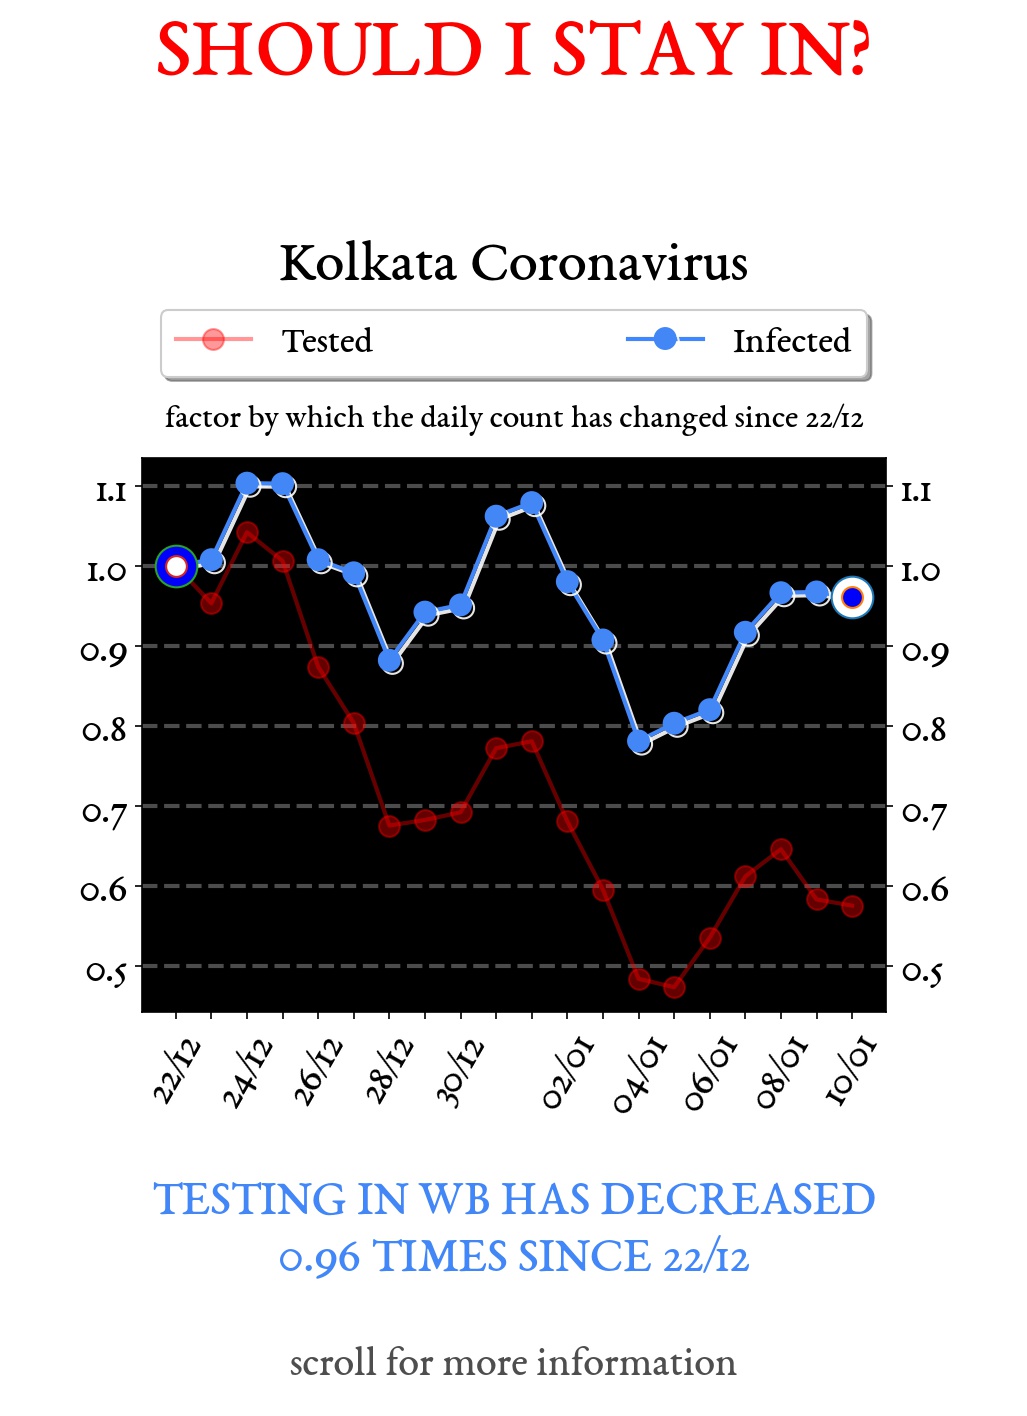 SHOULD I STAY IN?
Kolkata Coronavirus
Tested Infected
factor by which the daily count has changed since 22/12
1.1 1.1
1.0 1.0
0.9 0.9
0.8 0.8
0.7 0.7
0.6 0.6
0.5 0.5
22/12 24/12 26/12 28/12 30/12 02/01 04/01 06/01 08/01 10/01
TESTING IN WB HAS DECREASED
0.96 TIMES SINCE 22/12
scroll for more information